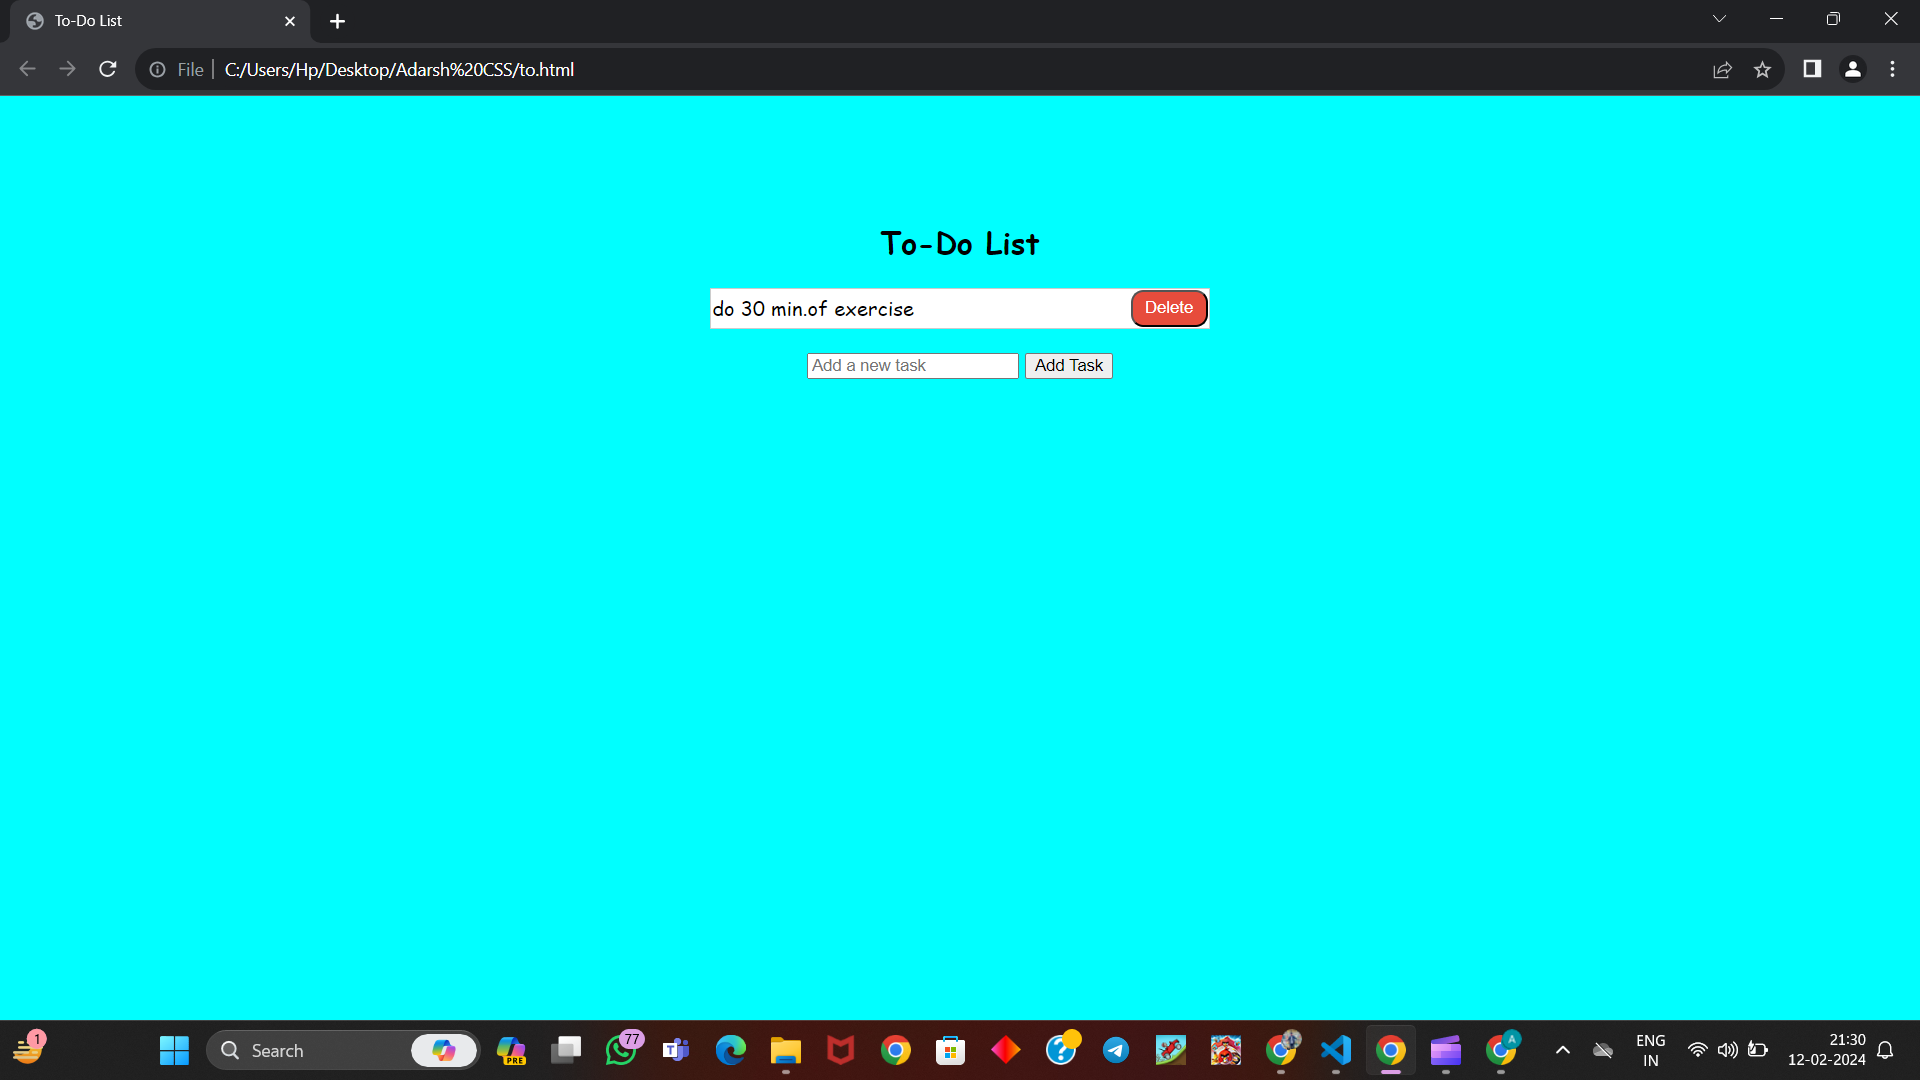 To-Do List
File
C:/Users/Hp/Desktop/Adarsh%20CSS/to.html
To-Do List
do 30 min.of exercise
Delete
Add a new task
Add Task
1
Search
PRE
77
A
ENG
IN
21:30
12-02-2024